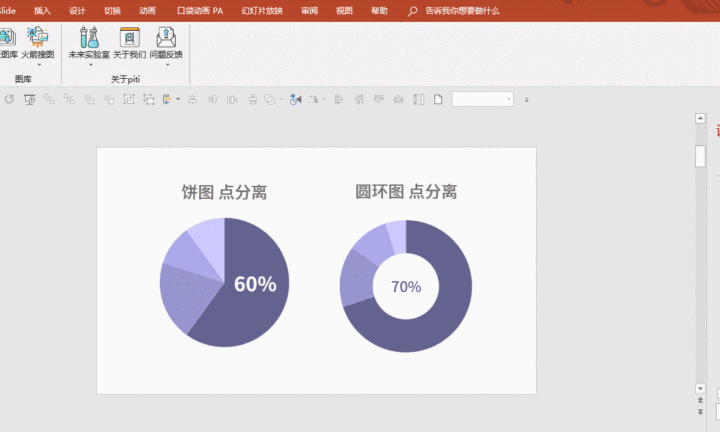 lide 插入 设计 切换 动画 口袋动画 PA 幻灯片放映 审阅 视图 帮助 告诉我你想要做什么
图库 火箭搜图 未来实验室 关于我们 问题反馈
图库 关于piti
饼图 点分离 圆环图 点分离
60% 70%